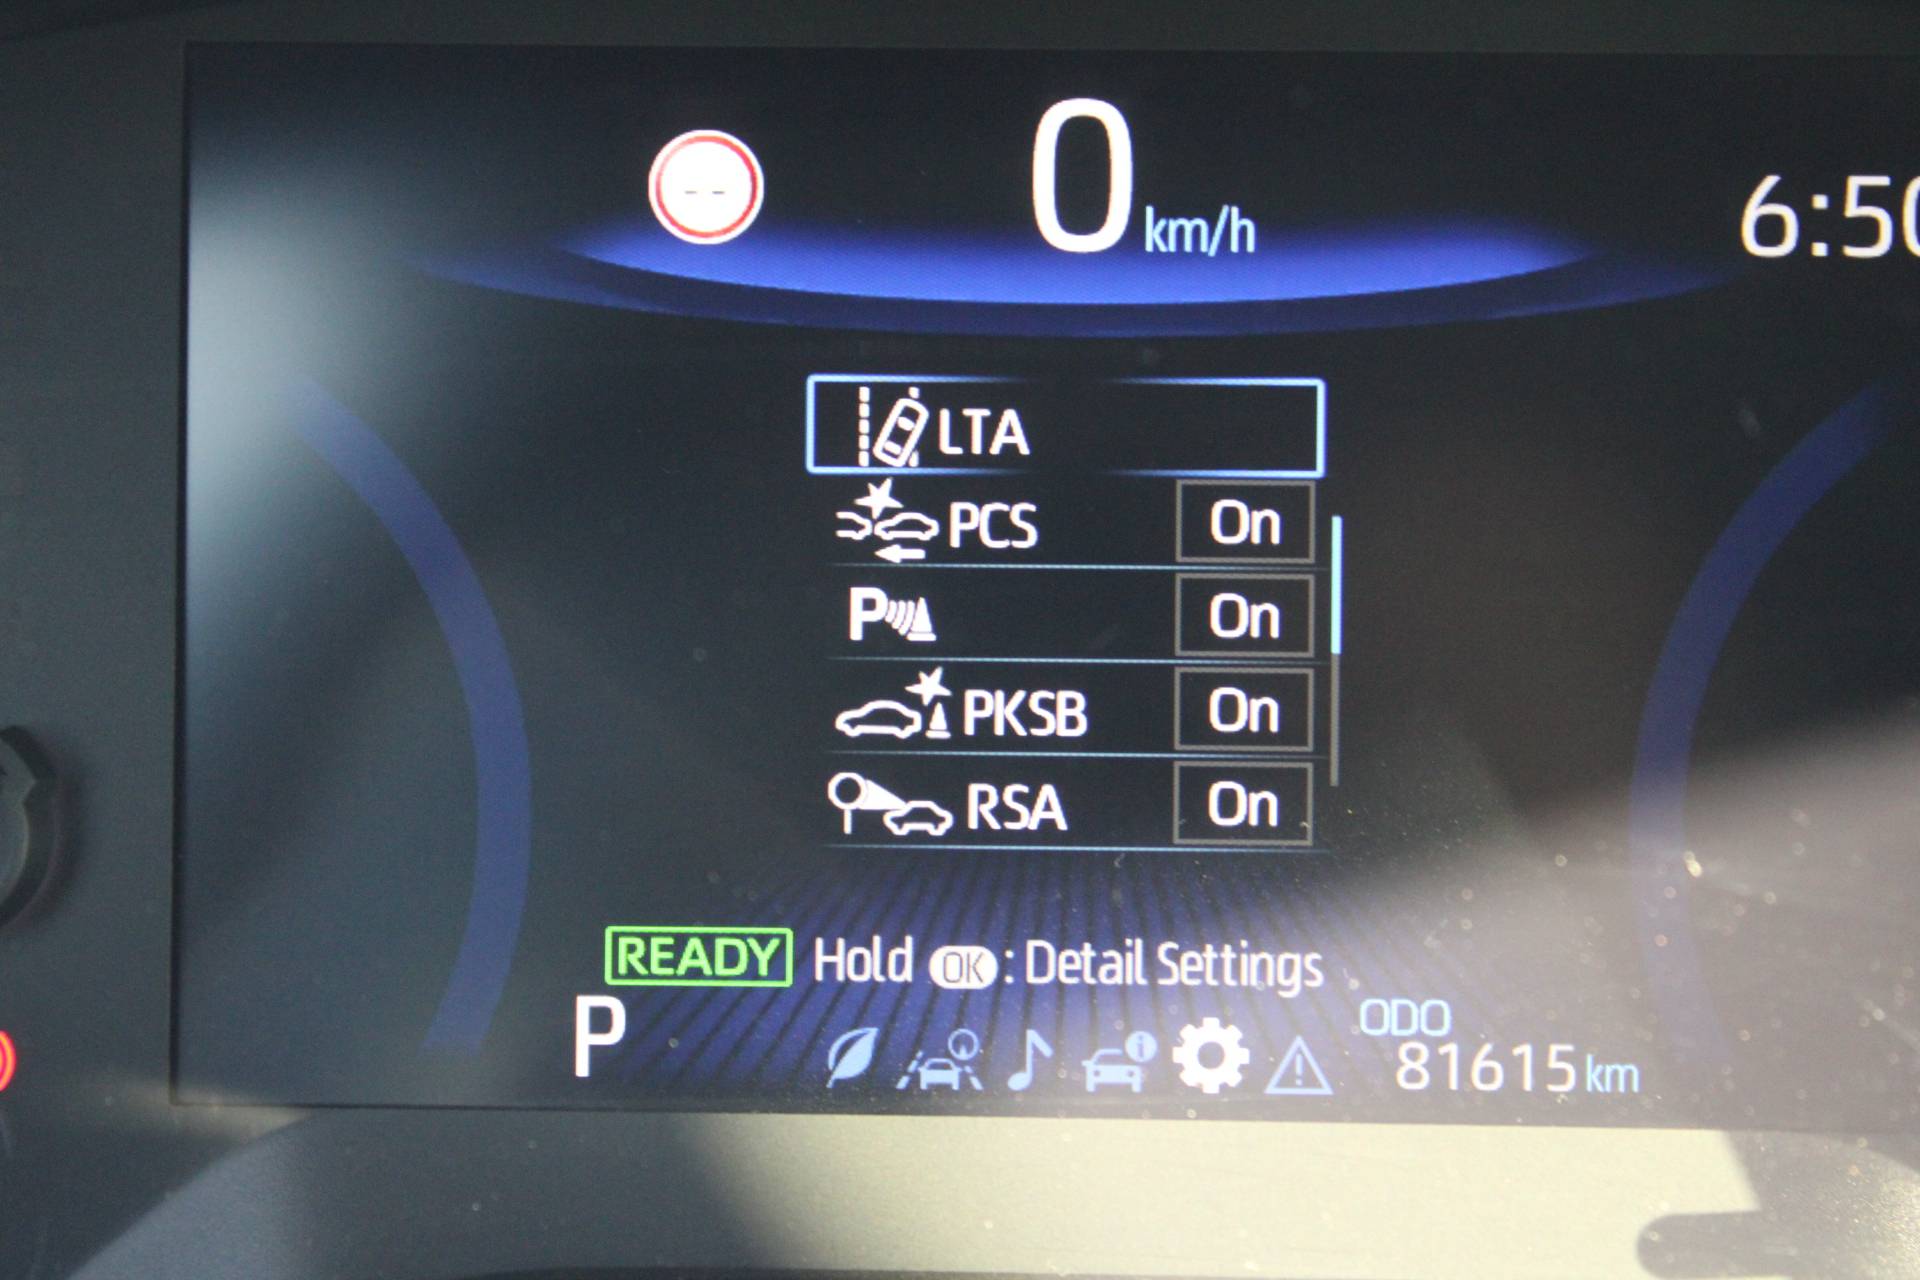 -- 0 km/h 6:50
LTA
PCS On
P On
PKSB On
RSA On
READY Hold OK : Detail Settings
P ODO
81615 km